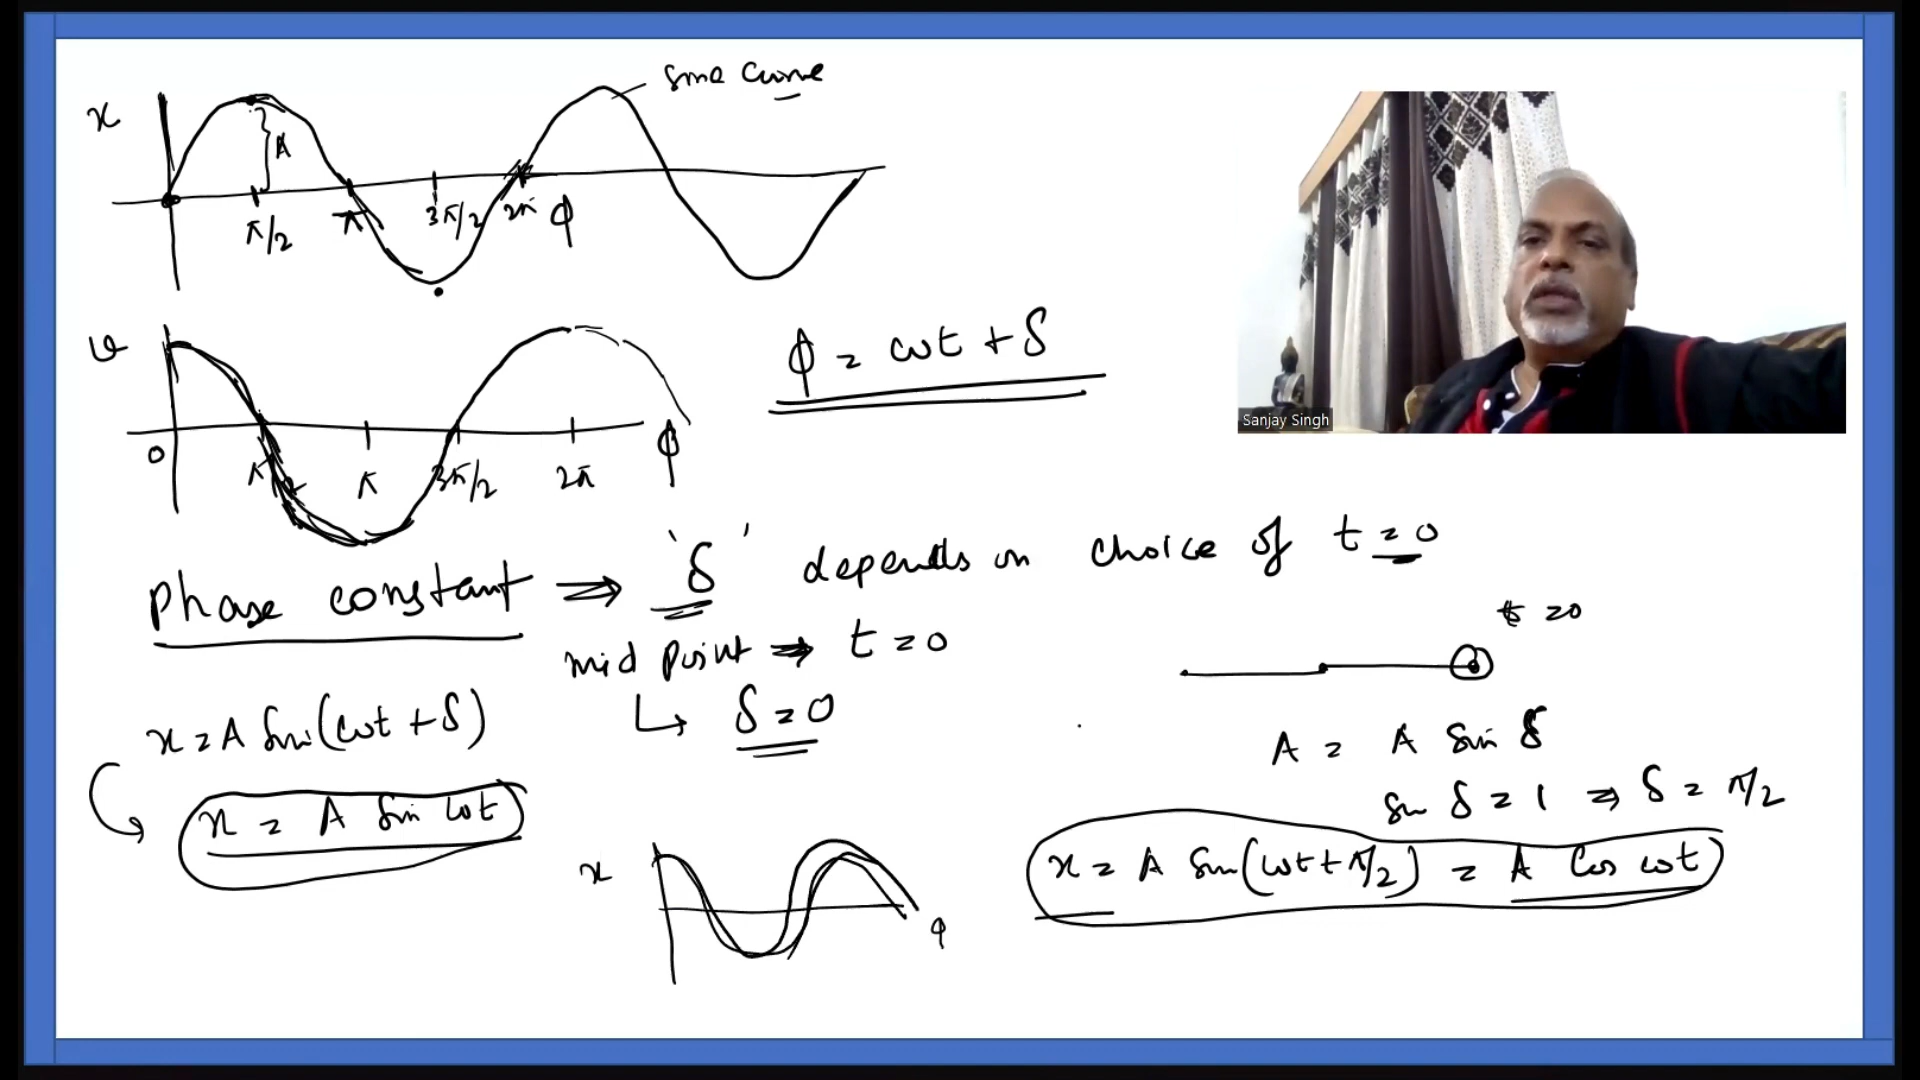 x
sine curve
A
π/2
π
3π/2
2π
ϕ
v
0
π/2
π
3π/2
2π
ϕ
ϕ = ωt + δ
Sanjay Singh
Phase constant ⇒ 'δ' depends on choice of t = 0
mid point ⇒ t = 0
↳ δ = 0
x = A Sin(ωt + δ)
x = A Sin ωt
x
ϕ
t = 0
A = A Sin δ
Sin δ = 1 ⇒ δ = π/2
x = A Sin(ωt + π/2) = A Cos ωt